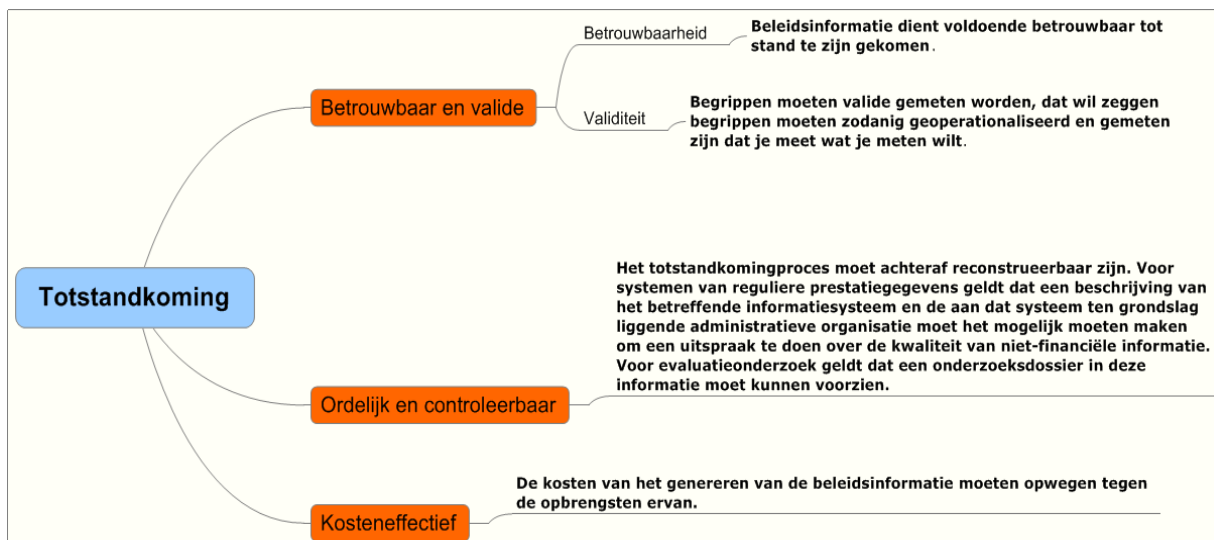 Betrouwbaarheid
Beleidsinformatie dient voldoende betrouwbaar tot
stand te zijn gekomen.
Betrouwbaar en valide
Validiteit
Begrippen moeten valide gemeten worden, dat wil zeggen
begrippen moeten zodanig geoperationaliseerd en gemeten
zijn dat je meet wat je meten wilt.
Totstandkoming
Het totstandkomingproces moet achteraf reconstrueerbaar zijn. Voor
systemen van reguliere prestatiegegevens geldt dat een beschrijving van
het betreffende informatiesysteem en de aan dat systeem ten grondslag
liggende administratieve organisatie moet het mogelijk moeten maken
om een uitspraak te doen over de kwaliteit van niet-financiële informatie.
Voor evaluatieonderzoek geldt dat een onderzoeksdossier in deze
informatie moet kunnen voorzien.
Ordelijk en controleerbaar
De kosten van het genereren van de beleidsinformatie moeten opwegen tegen
de opbrengsten ervan.
Kosteneffectief